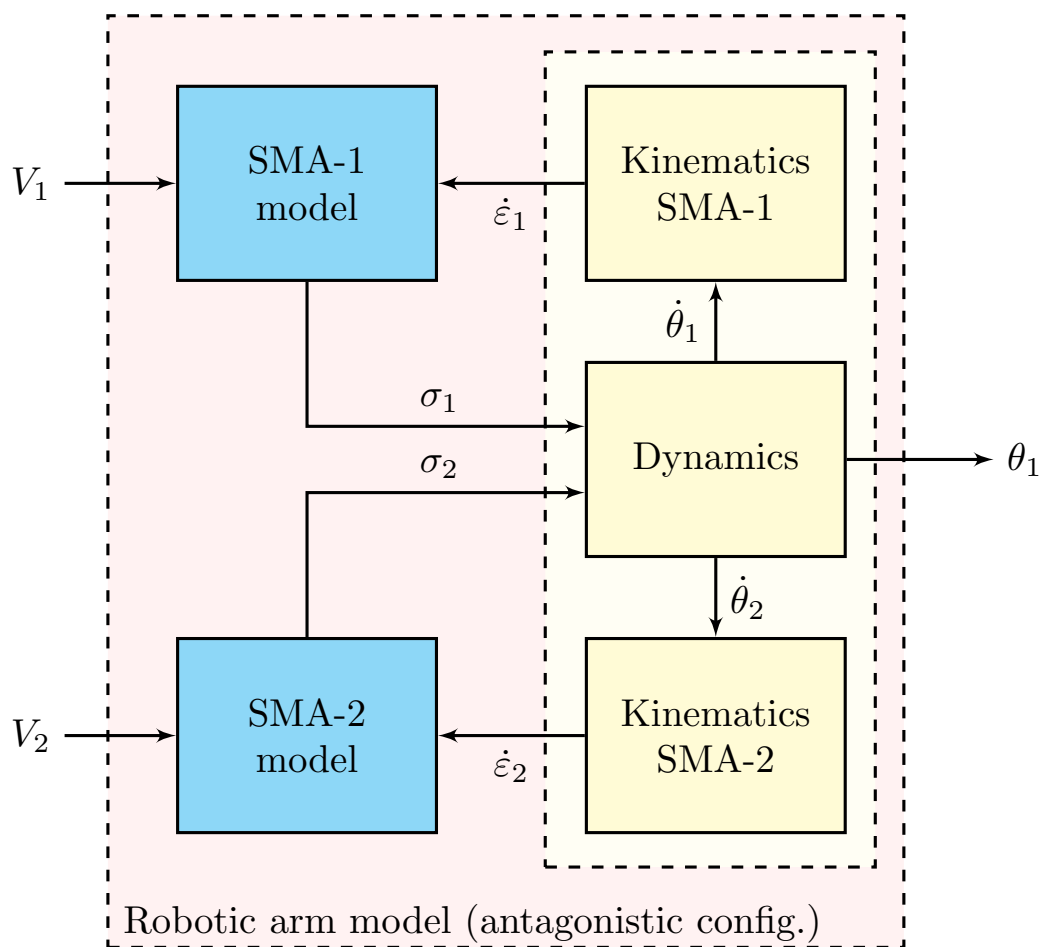 SMA-1
model
Kinematics
SMA-1
V₁
ε̇₁
θ̇₁
σ₁
Dynamics
θ₁
σ₂
θ̇₂
SMA-2
model
Kinematics
SMA-2
V₂
ε̇₂
Robotic arm model (antagonistic config.)